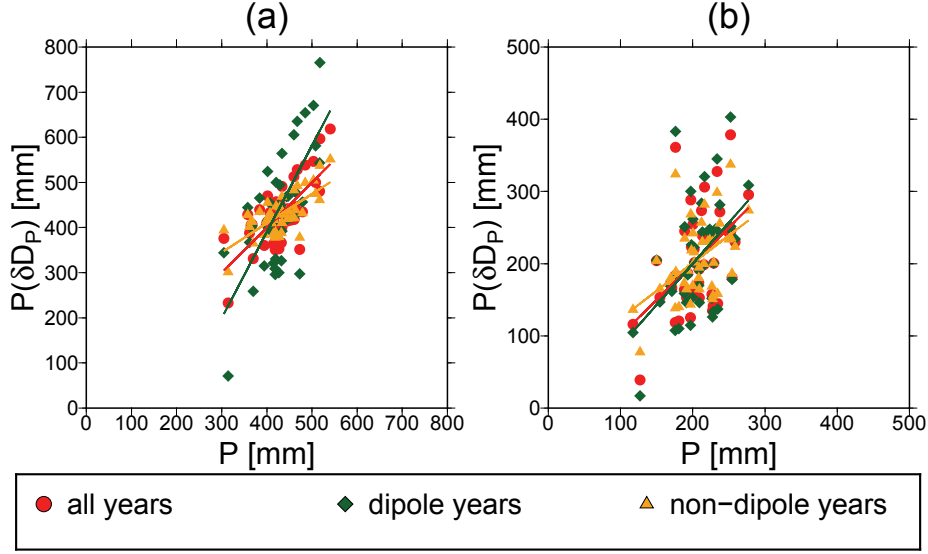 (a)
(b)
800
700
600
500
400
300
200
100
0
P(δDP) [mm]
0 100 200 300 400 500 600 700 800
P [mm]
500
400
300
200
100
0
P(δDP) [mm]
0 100 200 300 400 500
P [mm]
all years
dipole years
non−dipole years